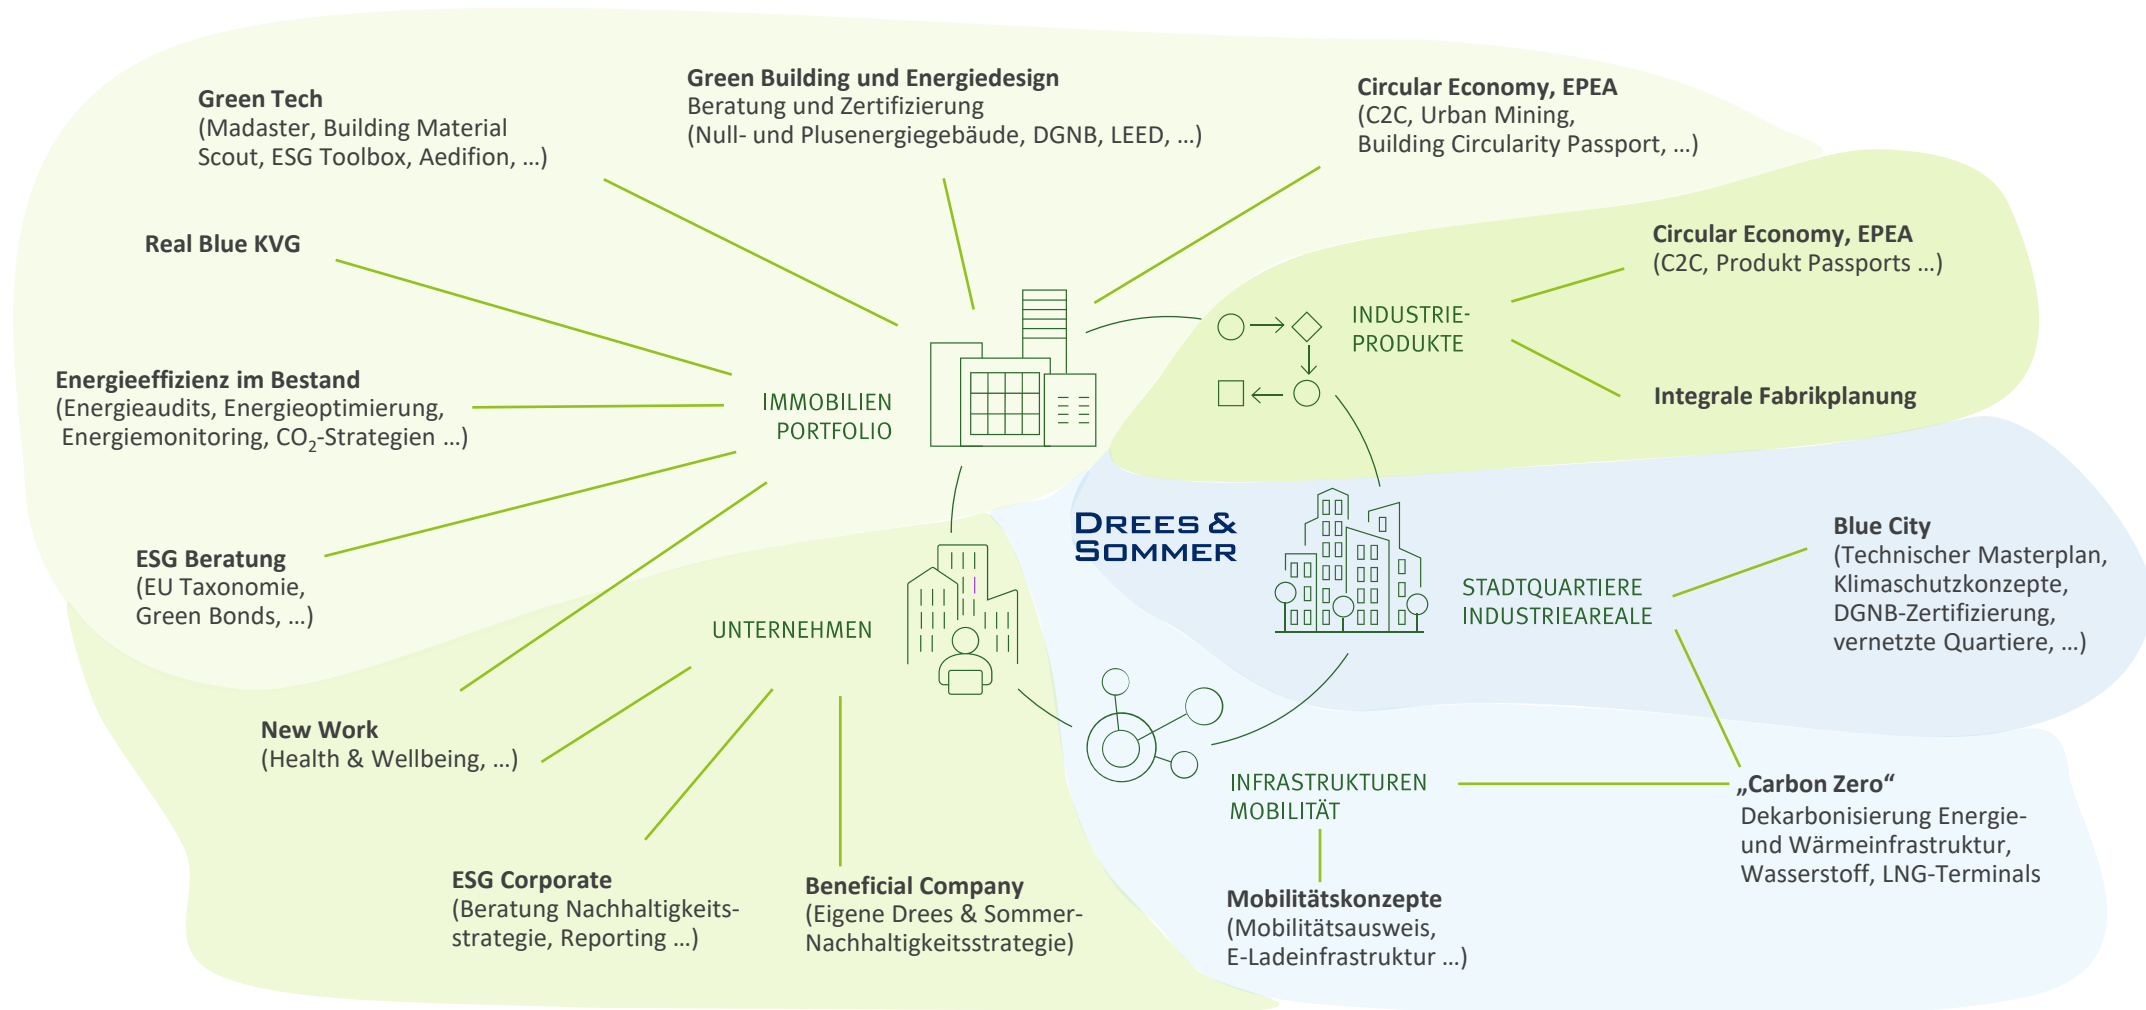 Green Tech
(Madaster, Building Material
Scout, ESG Toolbox, Aedifion, ...)
Green Building und Energiedesign
Beratung und Zertifizierung
(Null- und Plusenergiegebäude, DGNB, LEED, ...)
Circular Economy, EPEA
(C2C, Urban Mining,
Building Circularity Passport, ...)
Real Blue KVG
Circular Economy, EPEA
(C2C, Produkt Passports ...)
INDUSTRIE-
PRODUKTE
Integrale Fabrikplanung
Energieeffizienz im Bestand
(Energieaudits, Energieoptimierung,
Energiemonitoring, CO₂-Strategien ...)
IMMOBILIEN
PORTFOLIO
DREES &
SOMMER
ESG Beratung
(EU Taxonomie,
Green Bonds, ...)
Blue City
(Technischer Masterplan,
Klimaschutzkonzepte,
DGNB-Zertifizierung,
vernetzte Quartiere, ...)
STADTQUARTIERE
INDUSTRIEAREALE
UNTERNEHMEN
New Work
(Health & Wellbeing, ...)
INFRASTRUKTUREN
MOBILITÄT
„Carbon Zero“
Dekarbonisierung Energie-
und Wärmeinfrastruktur,
Wasserstoff, LNG-Terminals
ESG Corporate
(Beratung Nachhaltigkeits-
strategie, Reporting ...)
Beneficial Company
(Eigene Drees & Sommer-
Nachhaltigkeitsstrategie)
Mobilitätskonzepte
(Mobilitätsausweis,
E-Ladeinfrastruktur ...)